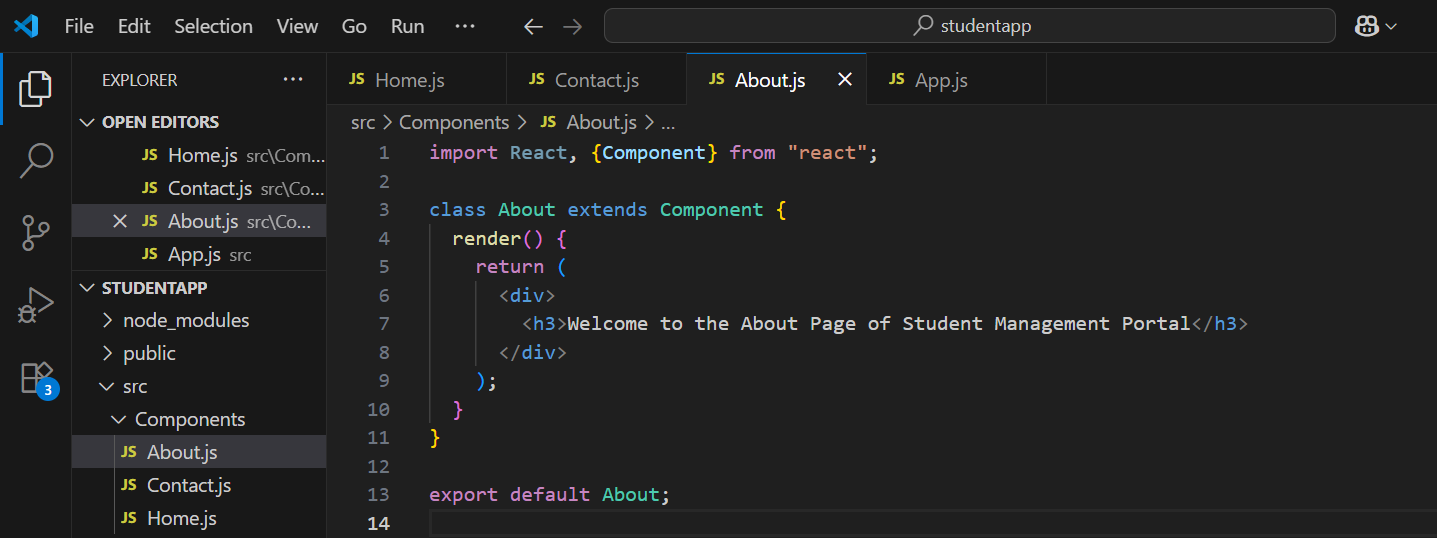 File Edit Selection View Go Run ··· studentapp
EXPLORER ···
OPEN EDITORS
JS Home.js src\Com...
JS Contact.js src\Co...
JS About.js src\Co...
JS App.js src
STUDENTAPP
node_modules
public
src
Components
JS About.js
JS Contact.js
JS Home.js
3
JS Home.js JS Contact.js JS About.js JS App.js
src > Components > JS About.js > ...
1 import React, {Component} from "react";
2
3 class About extends Component {
4 render() {
5 return (
6 <div>
7 <h3>Welcome to the About Page of Student Management Portal</h3>
8 </div>
9 );
10 }
11 }
12
13 export default About;
14